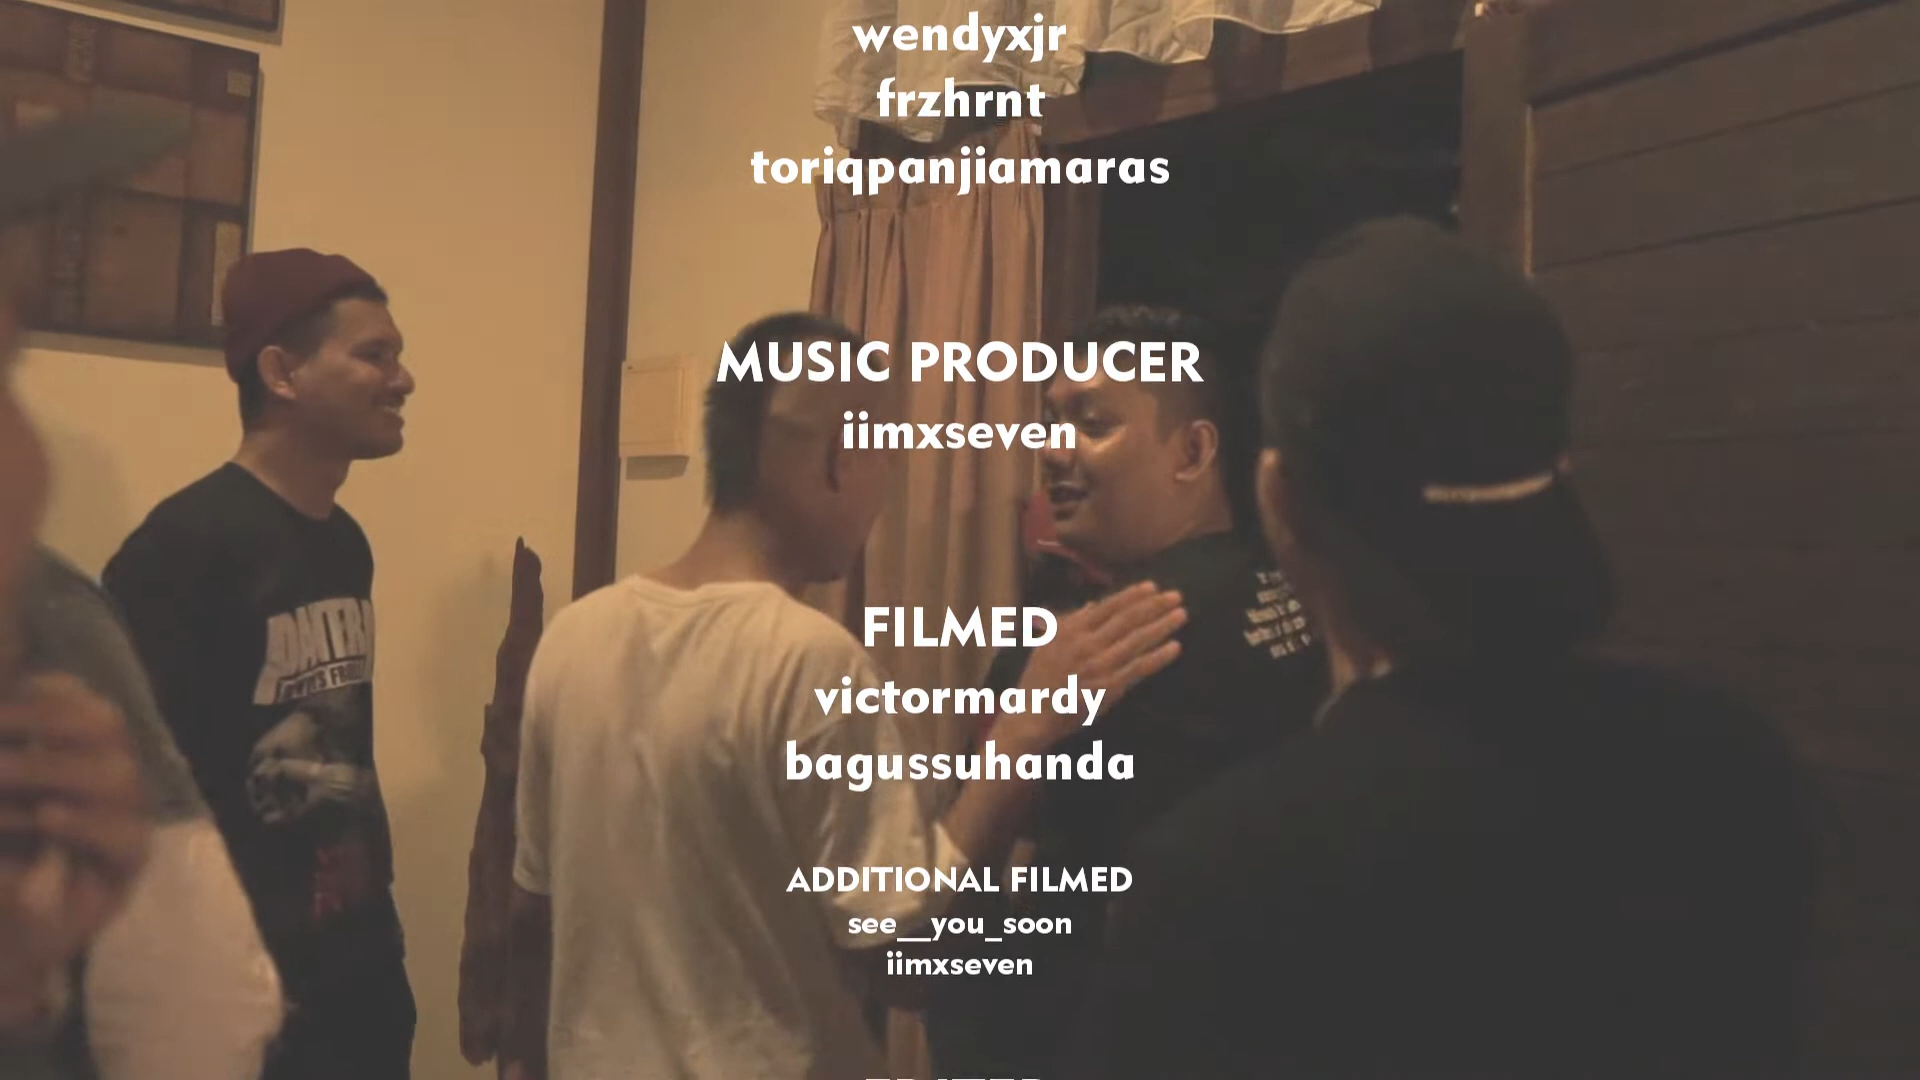 wendyxjr
frzhrnt
toriqpanjiamaras
MUSIC PRODUCER
iimxseven
FILMED
victormardy
bagussuhanda
ADDITIONAL FILMED
see__you_soon
iimxseven